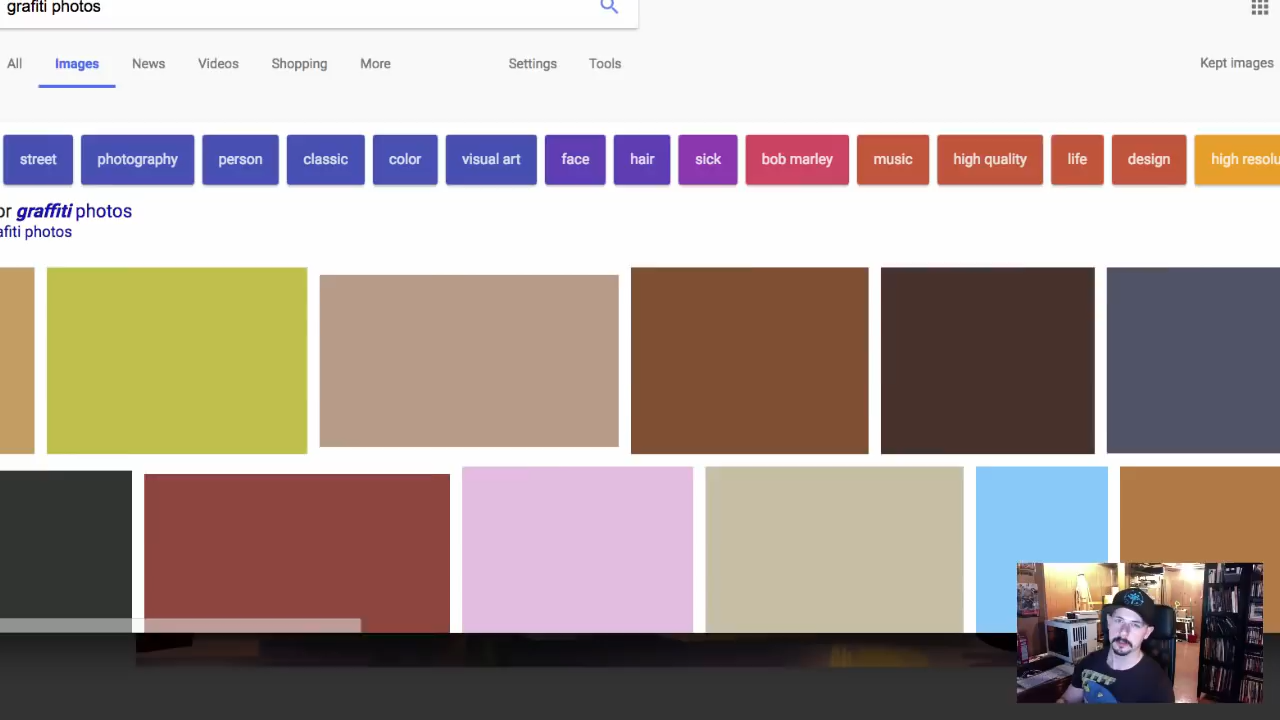 grafiti photos
All Images News Videos Shopping More Settings Tools Kept images
street photography person classic color visual art face hair sick bob marley music high quality life design high resolu
or graffiti photos
afiti photos